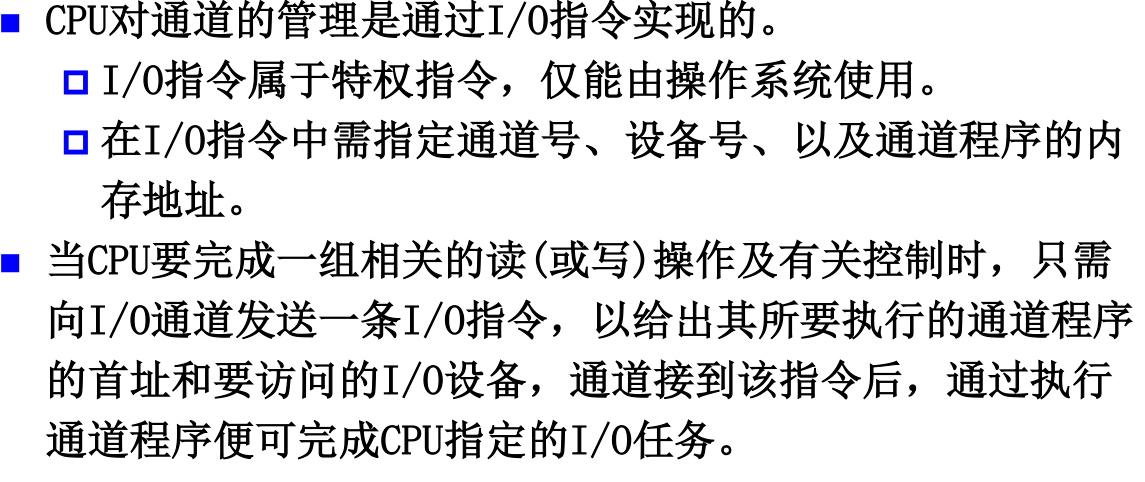 CPU对通道的管理是通过I/O指令实现的。
I/O指令属于特权指令，仅能由操作系统使用。
在I/O指令中需指定通道号、设备号、以及通道程序的内
存地址。
当CPU要完成一组相关的读(或写)操作及有关控制时，只需
向I/O通道发送一条I/O指令，以给出其所要执行的通道程序
的首址和要访问的I/O设备，通道接到该指令后，通过执行
通道程序便可完成CPU指定的I/O任务。